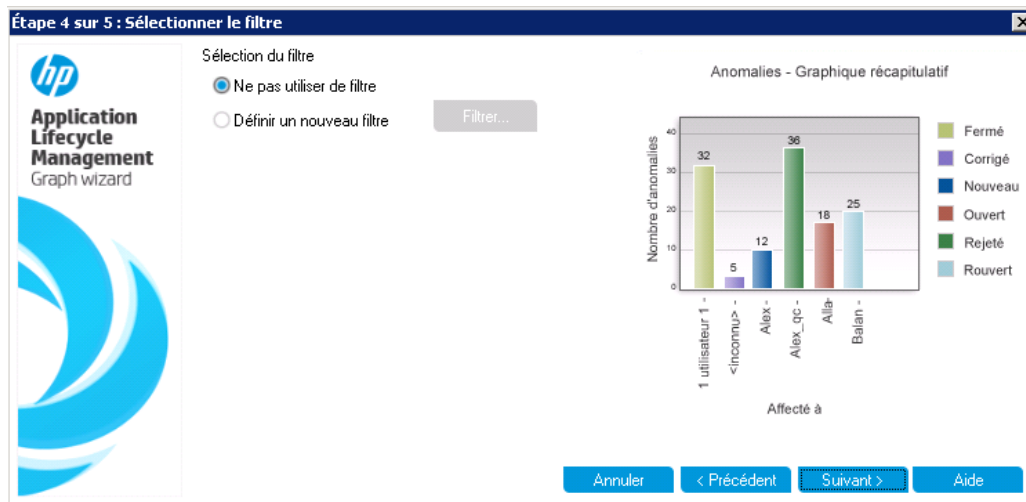 Étape 4 sur 5 : Sélectionner le filtre
hp
Application
Lifecycle
Management
Graph wizard
Sélection du filtre
Ne pas utiliser de filtre
Définir un nouveau filtre
Filtrer...
Anomalies - Graphique récapitulatif
Nombre d'anomalies
40
30
20
10
0
32
5
12
36
18
25
1 utilisateur 1 -
<inconnu> -
Alex -
Alex_qc -
Alla-
Balan -
Affecté à
Fermé
Corrigé
Nouveau
Ouvert
Rejeté
Rouvert
Annuler
< Précédent
Suivant >
Aide